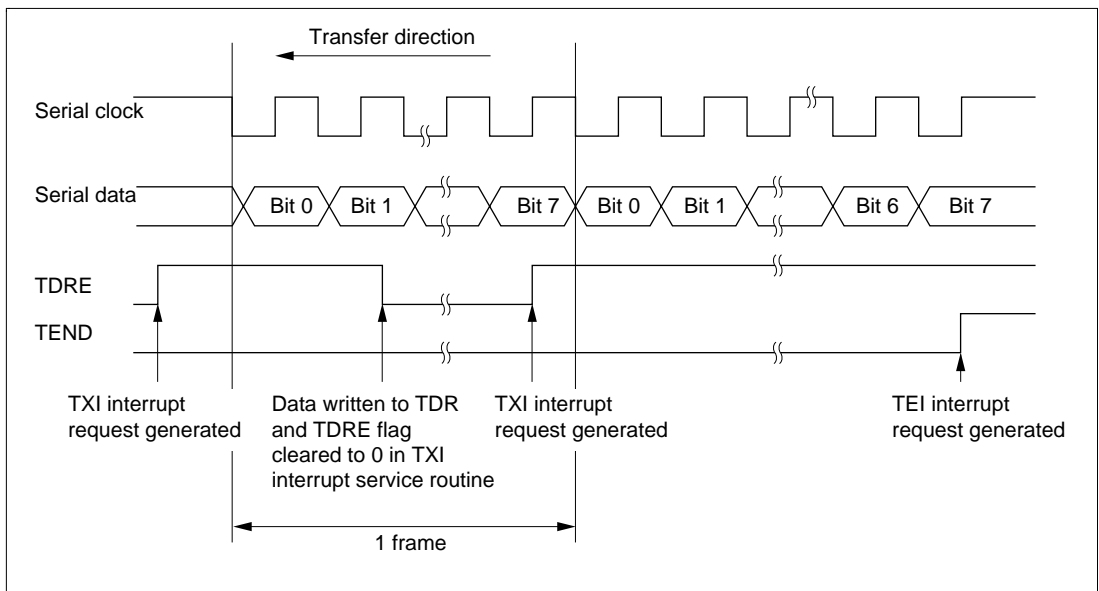 Transfer direction
Serial clock
Serial data
Bit 0
Bit 1
Bit 7
Bit 0
Bit 1
Bit 6
Bit 7
TDRE
TEND
TXI interrupt
request generated
Data written to TDR
and TDRE flag
cleared to 0 in TXI
interrupt service routine
TXI interrupt
request generated
TEI interrupt
request generated
1 frame